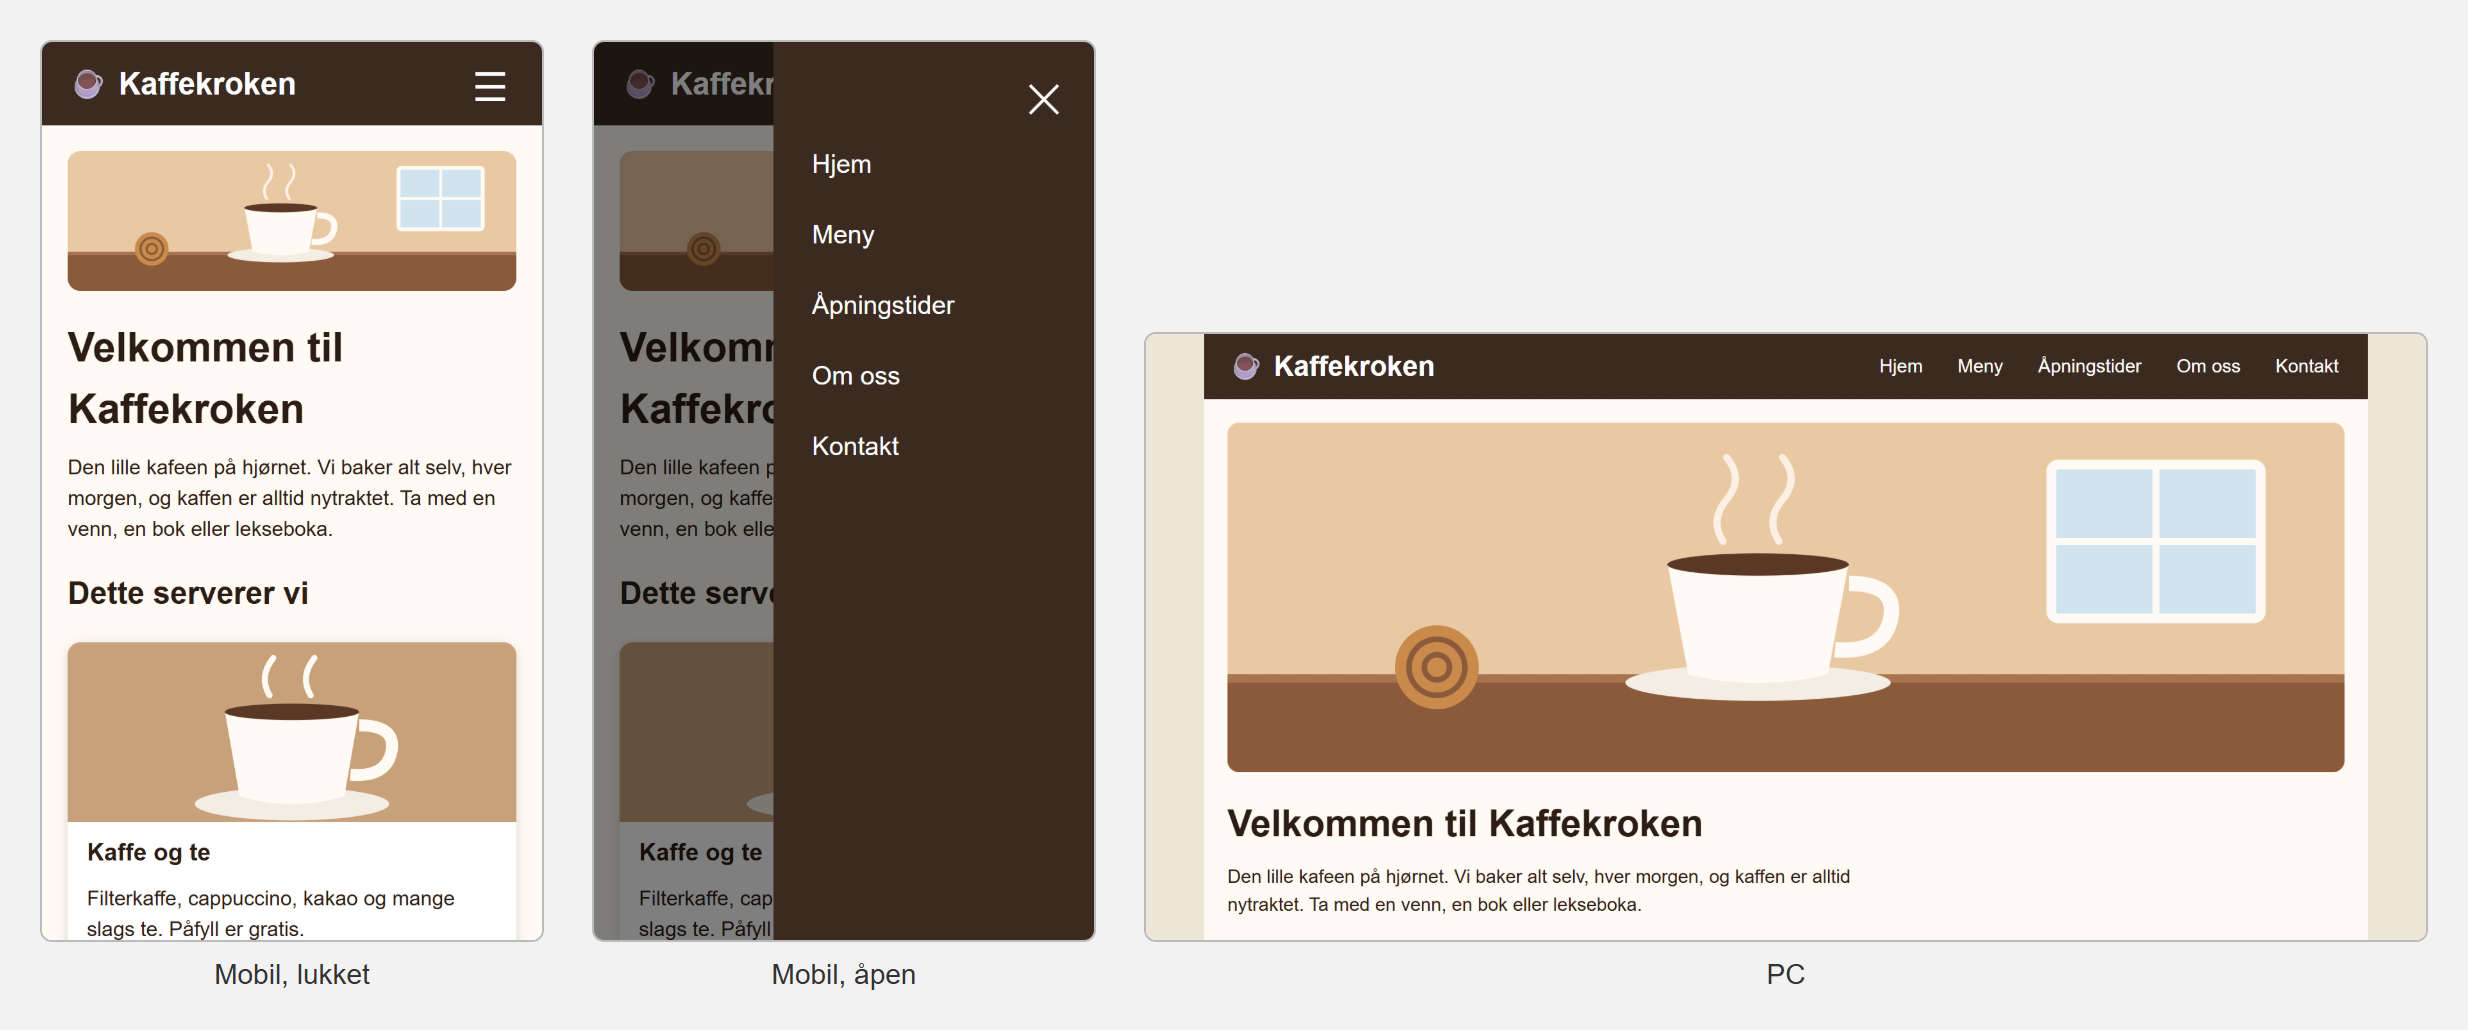 Kaffekroken
Velkommen til
Kaffekroken
Den lille kafeen på hjørnet. Vi baker alt selv, hver
morgen, og kaffen er alltid nytraktet. Ta med en
venn, en bok eller lekseboka.
Dette serverer vi
Kaffe og te
Filterkaffe, cappuccino, kakao og mange
slags te. Påfyll er gratis.
Mobil, lukket
Kaffekr
Velkomm
Kaffekro
Den lille kafeen p
morgen, og kaffe
venn, en bok elle
Dette serve
Kaffe og te
Filterkaffe, cap
slags te. Påfyll
Hjem
Meny
Åpningstider
Om oss
Kontakt
Mobil, åpen
Kaffekroken Hjem Meny Åpningstider Om oss Kontakt
Velkommen til Kaffekroken
Den lille kafeen på hjørnet. Vi baker alt selv, hver morgen, og kaffen er alltid
nytraktet. Ta med en venn, en bok eller lekseboka.
PC